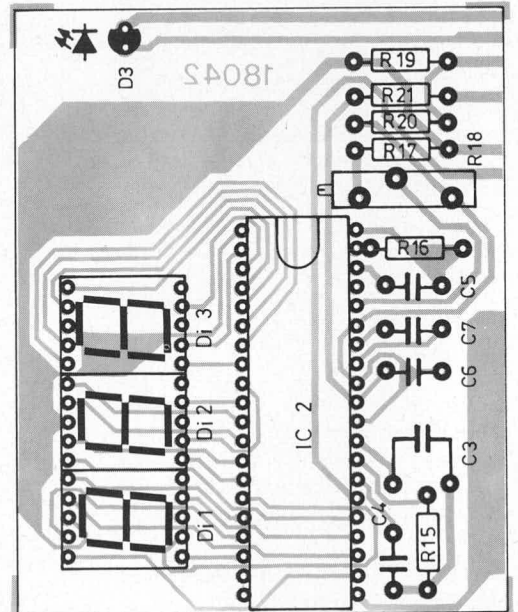 D3
18042
R19
R21
R20
R17
R18
R16
C5
C7
C6
Di 3
Di 2
Di 1
IC 2
C3
C4
R15